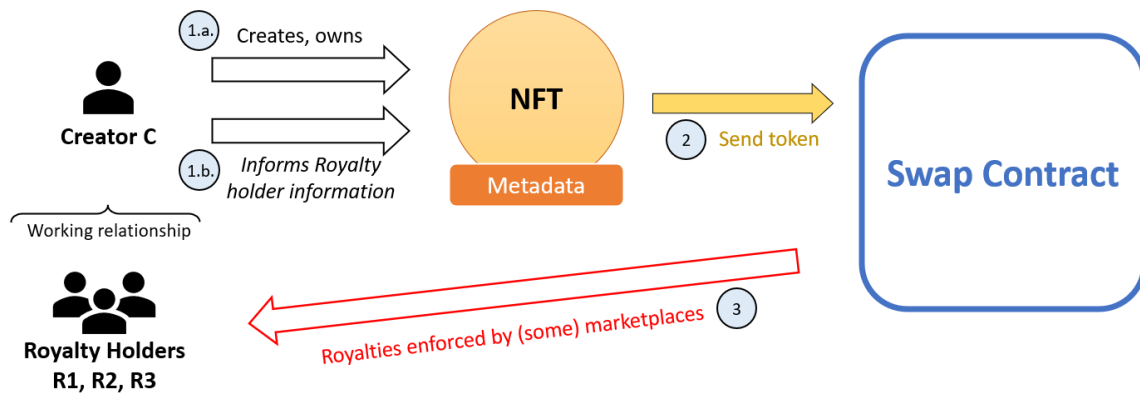 1.a.
Creates, owns
Creator C
1.b.
Informs Royalty
holder information
NFT
Metadata
2
Send token
Swap Contract
Working relationship
Royalty Holders
R1, R2, R3
Royalties enforced by (some) marketplaces
3